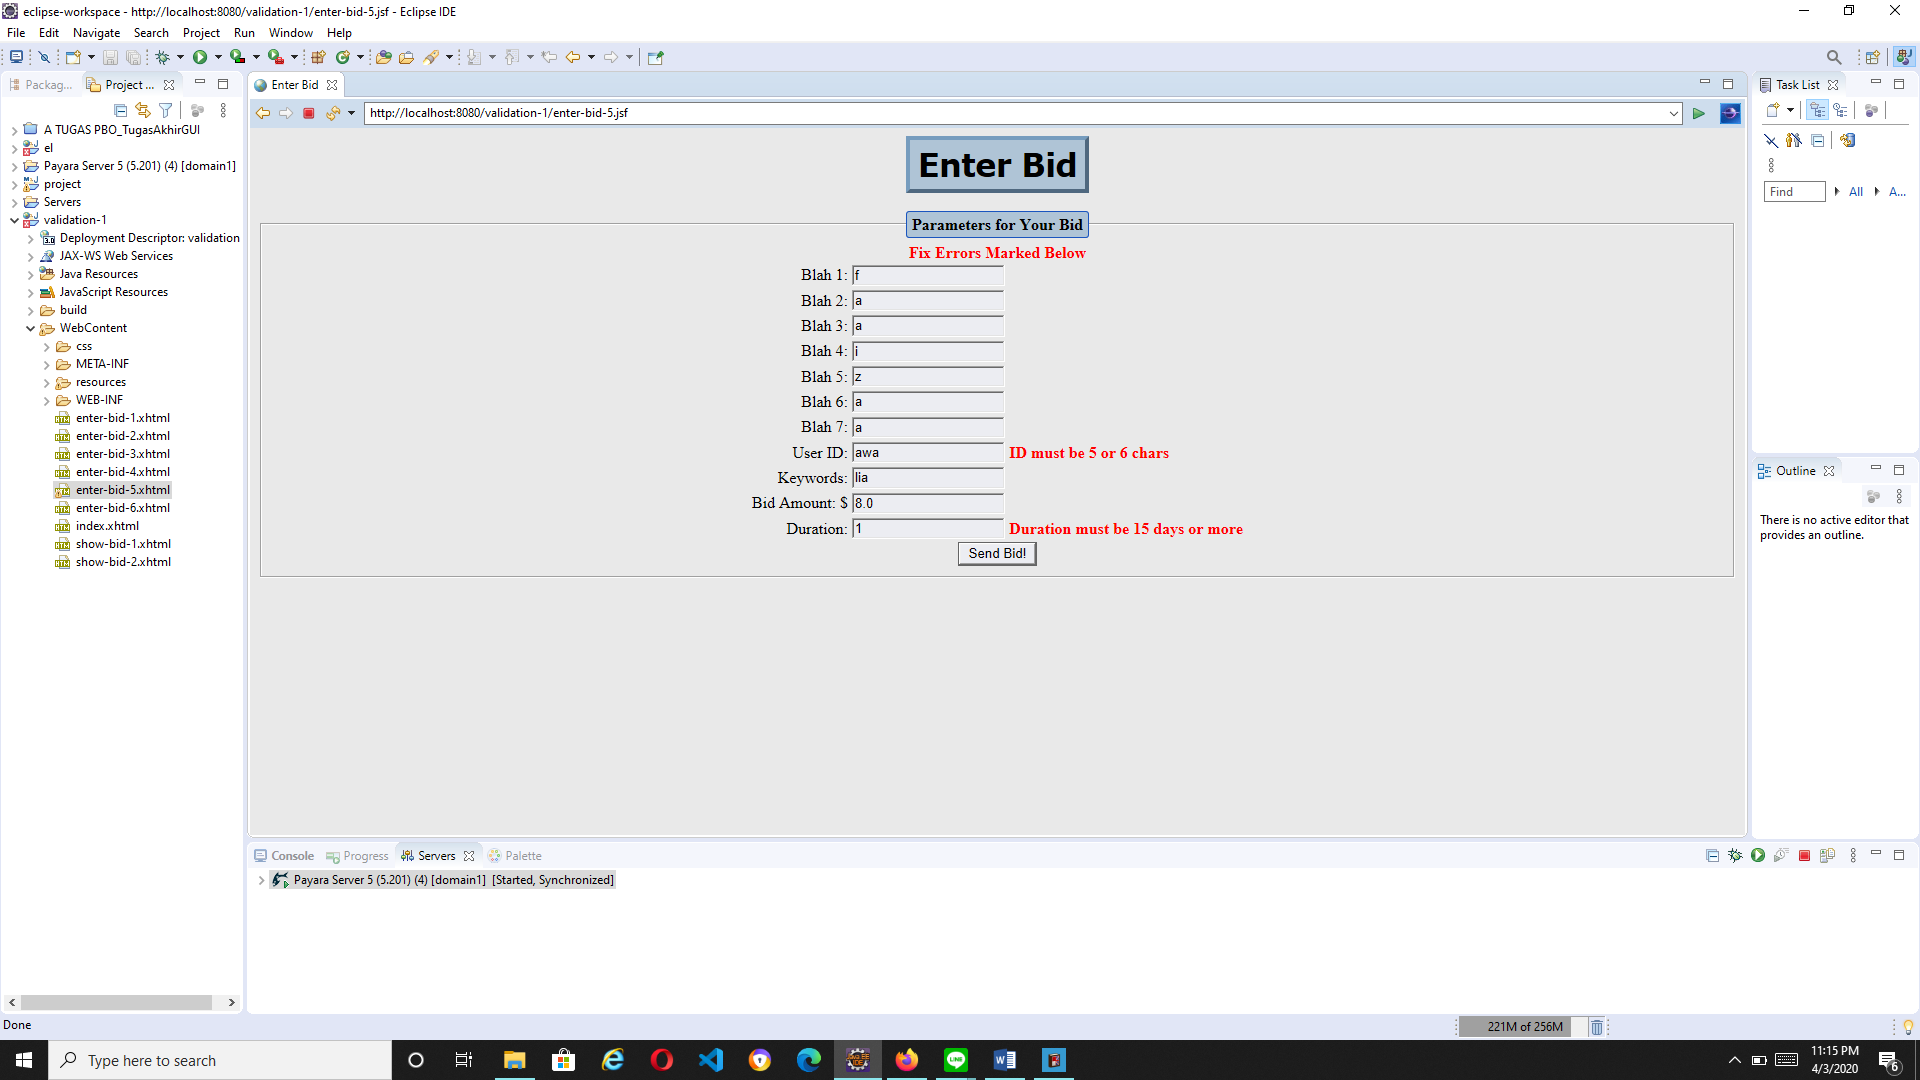 eclipse-workspace - http://localhost:8080/validation-1/enter-bid-5.jsf - Eclipse IDE
File Edit Navigate Search Project Run Window Help
Packag... Project ...
A TUGAS PBO_TugasAkhirGUI
el
Payara Server 5 (5.201) (4) [domain1]
project
Servers
validation-1
Deployment Descriptor: validation
JAX-WS Web Services
Java Resources
JavaScript Resources
build
WebContent
css
META-INF
resources
WEB-INF
enter-bid-1.xhtml
enter-bid-2.xhtml
enter-bid-3.xhtml
enter-bid-4.xhtml
enter-bid-5.xhtml
enter-bid-6.xhtml
index.xhtml
show-bid-1.xhtml
show-bid-2.xhtml
Enter Bid
http://localhost:8080/validation-1/enter-bid-5.jsf
Enter Bid
Parameters for Your Bid
Fix Errors Marked Below
Blah 1: f
Blah 2: a
Blah 3: a
Blah 4: i
Blah 5: z
Blah 6: a
Blah 7: a
User ID: awa ID must be 5 or 6 chars
Keywords: lia
Bid Amount: $ 8.0
Duration: 1 Duration must be 15 days or more
Send Bid!
Console Progress Servers Palette
Payara Server 5 (5.201) (4) [domain1] [Started, Synchronized]
Task List
Find All A...
Outline
There is no active editor that
provides an outline.
Done
221M of 256M
Type here to search
11:15 PM
4/3/2020
6